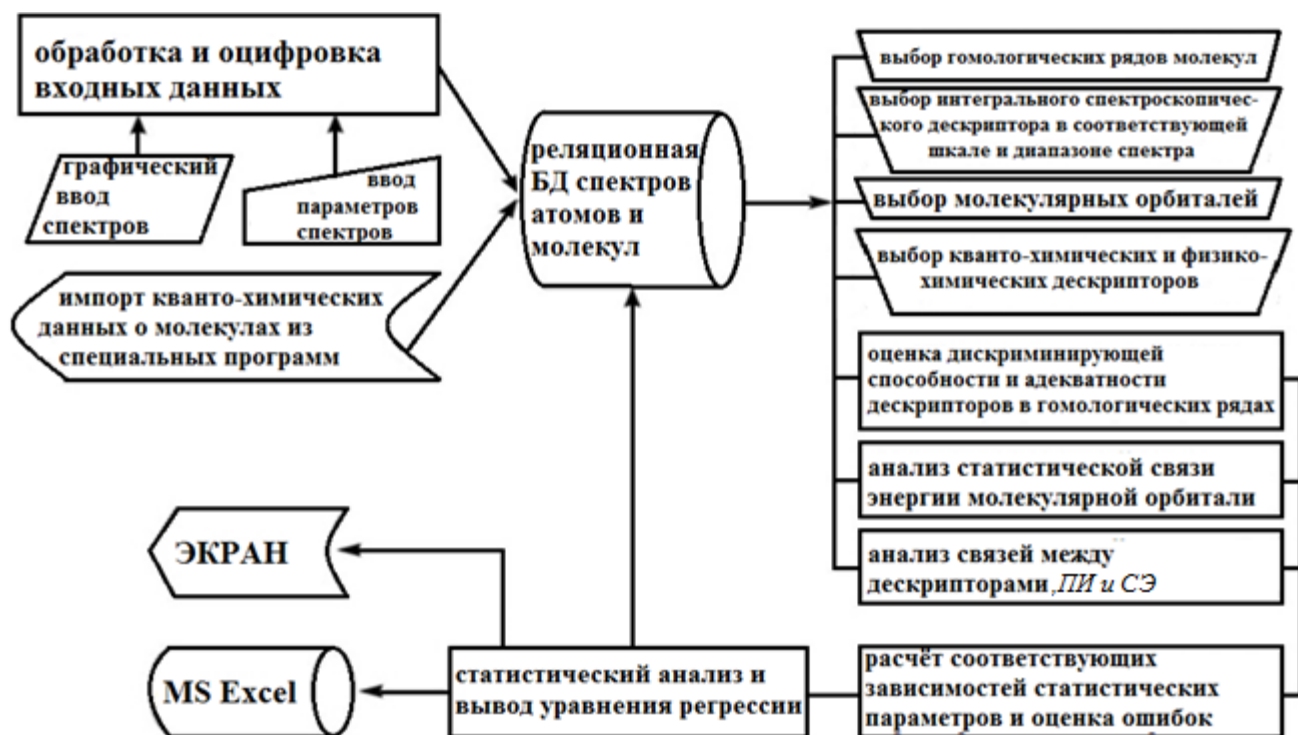 обработка и оцифровка
входных данных
графический
ввод
спектров
ввод
параметров
спектров
импорт кванто-химических
данных о молекулах из
специальных программ
реляционная
БД спектров
атомов и
молекул
выбор гомологических рядов молекул
выбор интегрального спектроскопичес-
кого дескриптора в соответствующей
шкале и диапазоне спектра
выбор молекулярных орбиталей
выбор кванто-химических и физико-
химических дескрипторов
оценка дискриминирующей
способности и адекватности
дескрипторов в гомологических рядах
анализ статистической связи
энергии молекулярной орбитали
анализ связей между
дескрипторами ,ПИ и СЭ
расчёт соответствующих
зависимостей статистических
параметров и оценка ошибок
статистический анализ и
вывод уравнения регрессии
ЭКРАН
MS Excel